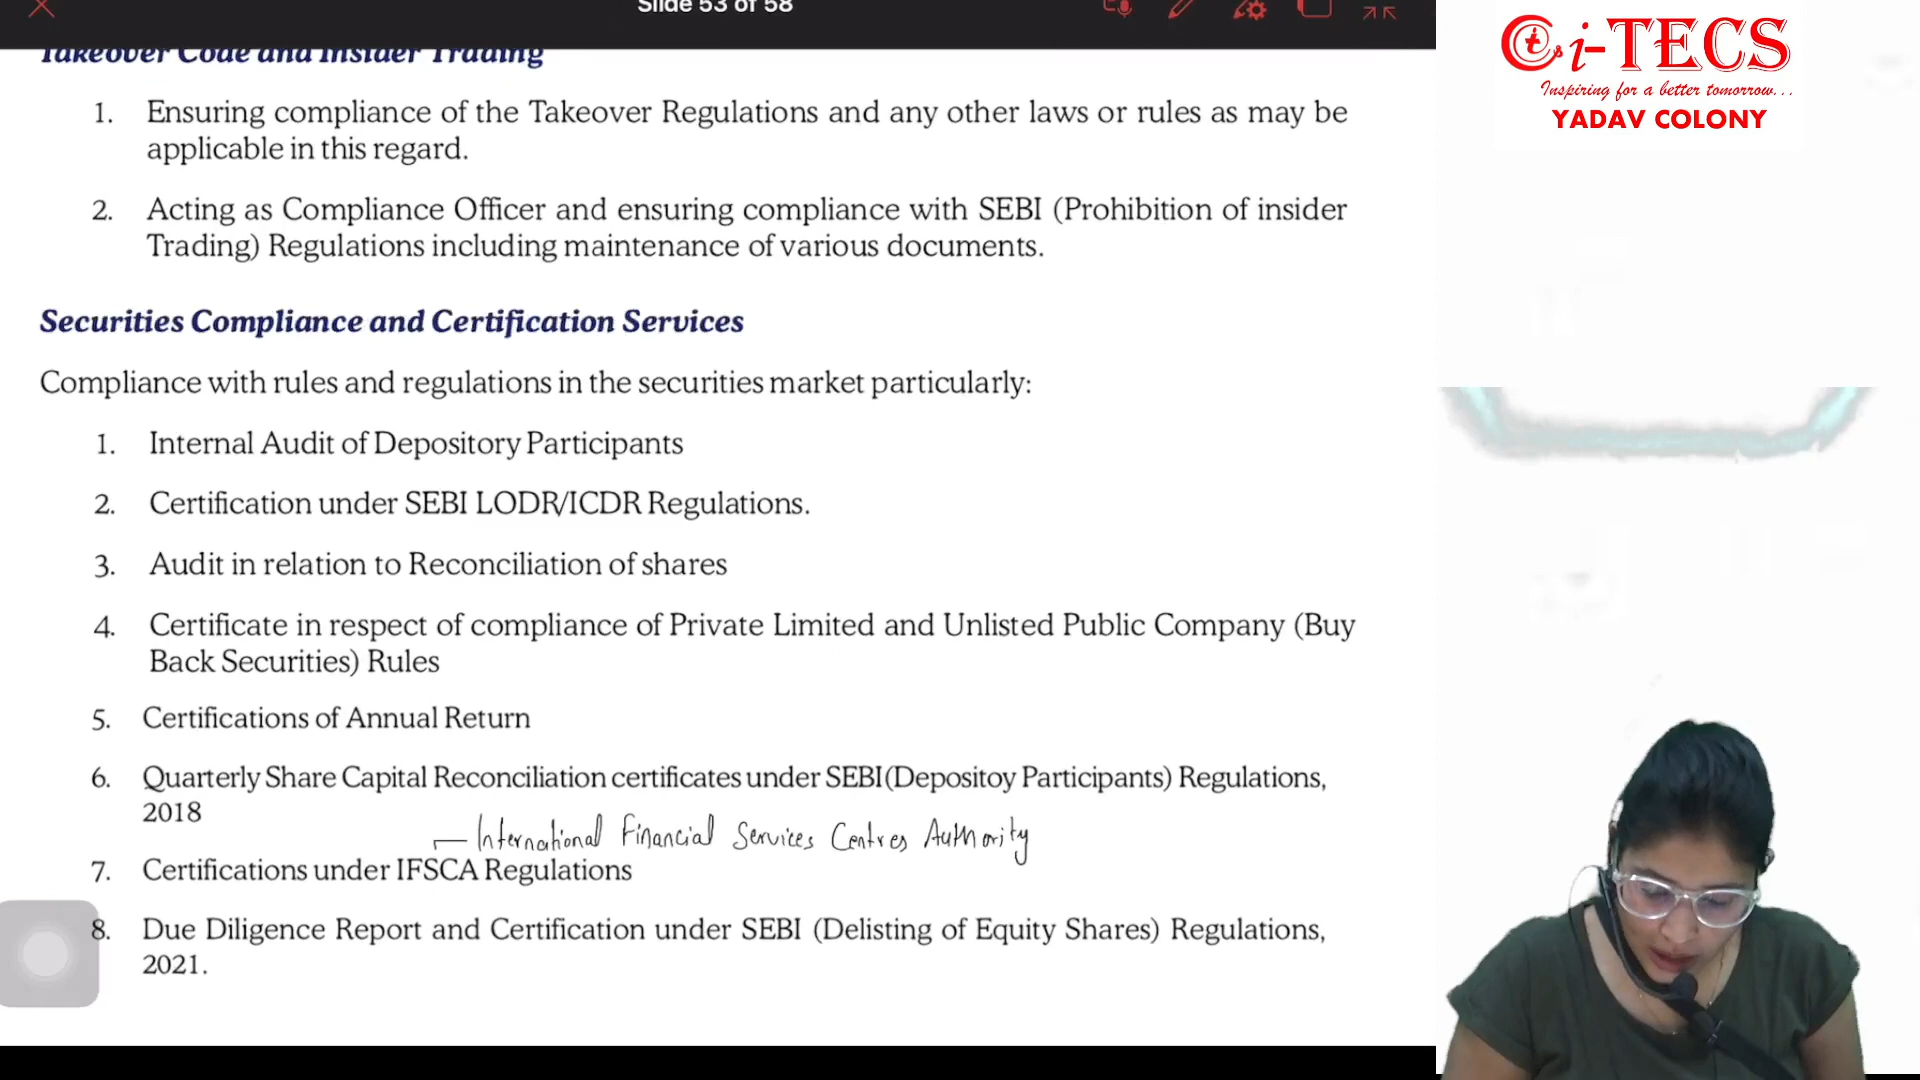 Slide 53 of 58
Takeover Code and Insider Trading
1. Ensuring compliance of the Takeover Regulations and any other laws or rules as may be
applicable in this regard.
2. Acting as Compliance Officer and ensuring compliance with SEBI (Prohibition of insider
Trading) Regulations including maintenance of various documents.
Securities Compliance and Certification Services
Compliance with rules and regulations in the securities market particularly:
1. Internal Audit of Depository Participants
2. Certification under SEBI LODR/ICDR Regulations.
3. Audit in relation to Reconciliation of shares
4. Certificate in respect of compliance of Private Limited and Unlisted Public Company (Buy
Back Securities) Rules
5. Certifications of Annual Return
6. Quarterly Share Capital Reconciliation certificates under SEBI(Depositoy Participants) Regulations,
2018
International Financial Services Centres Authority
7. Certifications under IFSCA Regulations
8. Due Diligence Report and Certification under SEBI (Delisting of Equity Shares) Regulations,
2021.
i-TECS
Inspiring for a better tomorrow...
YADAV COLONY